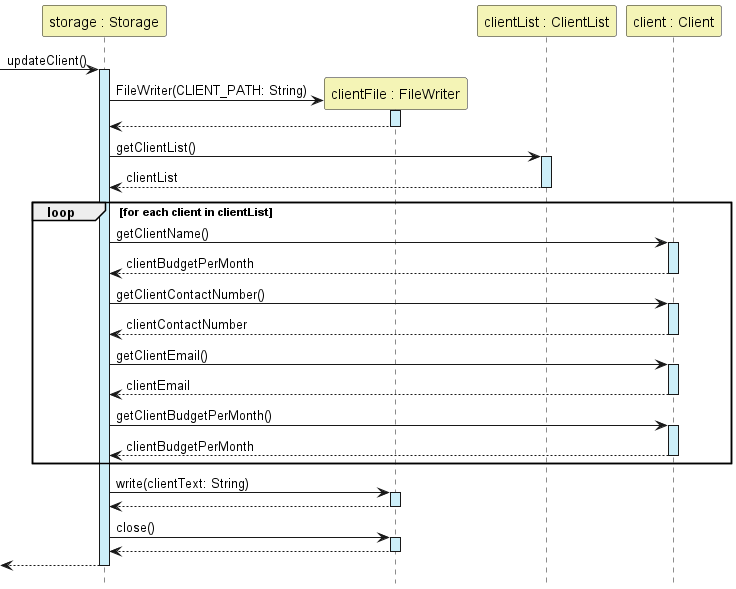 storage : Storage
clientList : ClientList
client : Client
updateClient()
FileWriter(CLIENT_PATH: String)
clientFile : FileWriter
getClientList()
clientList
loop
[for each client in clientList]
getClientName()
clientBudgetPerMonth
getClientContactNumber()
clientContactNumber
getClientEmail()
clientEmail
getClientBudgetPerMonth()
clientBudgetPerMonth
write(clientText: String)
close()